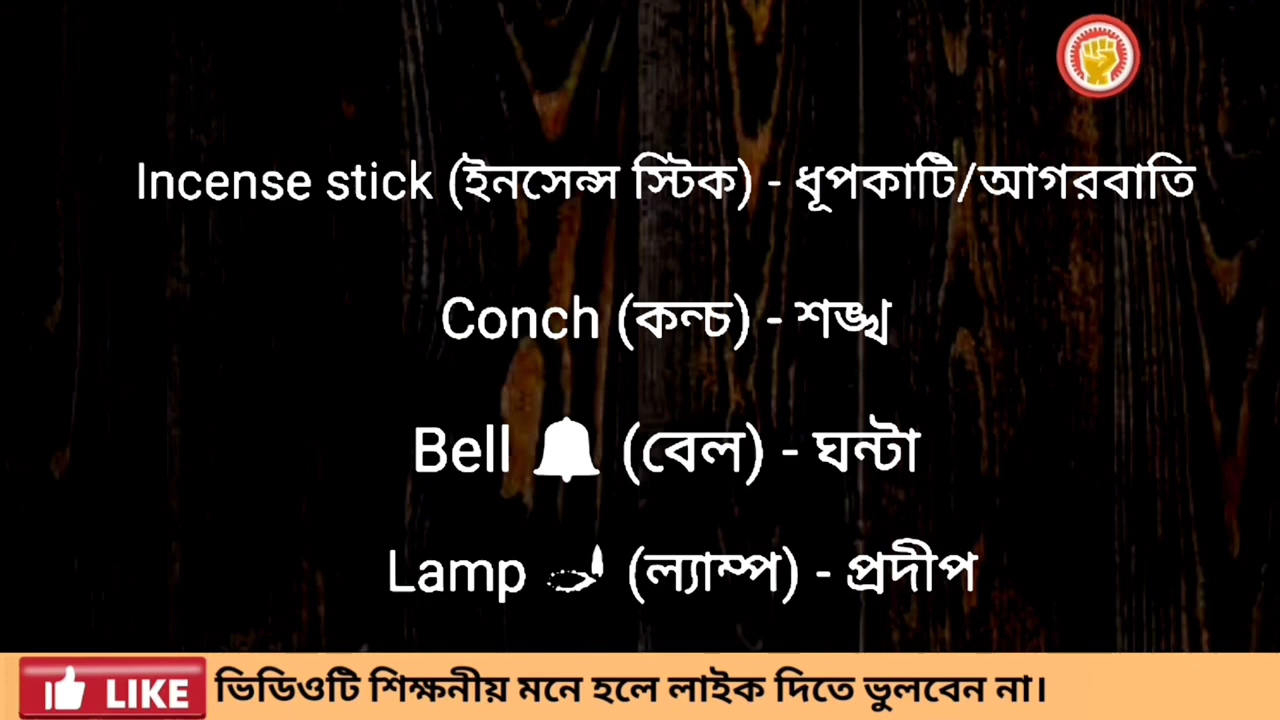 Incense stick (ইনসেন্স স্টিক) - ধূপকাটি/আগরবাতি
Conch (কন্চ) - শঙ্খ
Bell 🔔 (বেল) - ঘন্টা
Lamp 🪔 (ল্যাম্প) - প্রদীপ
LIKE ভিডিওটি শিক্ষনীয় মনে হলে লাইক দিতে ভুলবেন না।